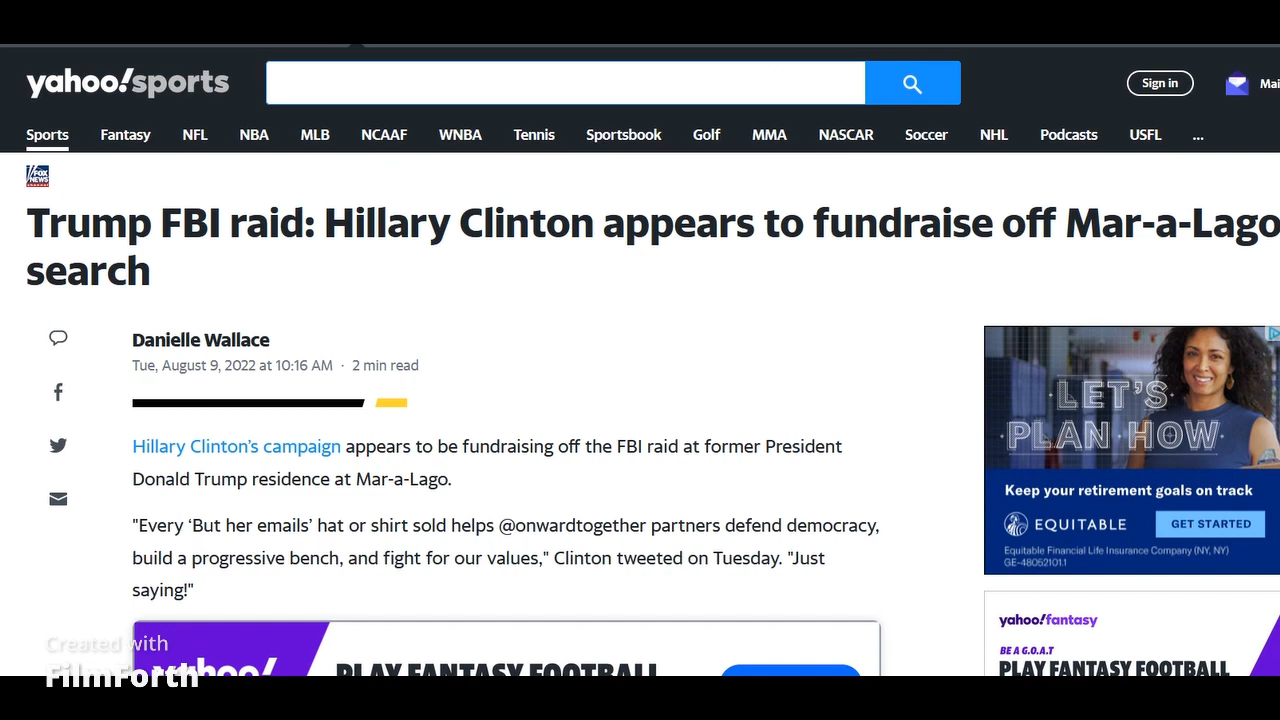 yahoo!sports
Sign in
Mai
Sports Fantasy NFL NBA MLB NCAAF WNBA Tennis Sportsbook Golf MMA NASCAR Soccer NHL Podcasts USFL ...
FOX
NEWS
Trump FBI raid: Hillary Clinton appears to fundraise off Mar-a-Lago
search
Danielle Wallace
Tue, August 9, 2022 at 10:16 AM · 2 min read
Hillary Clinton's campaign appears to be fundraising off the FBI raid at former President
Donald Trump residence at Mar-a-Lago.
"Every ‘But her emails’ hat or shirt sold helps @onwardtogether partners defend democracy,
build a progressive bench, and fight for our values," Clinton tweeted on Tuesday. "Just
saying!"
yahoo!
PLAY FANTASY FOOTBALL
LET'S
PLAN HOW
Keep your retirement goals on track
EQUITABLE
GET STARTED
Equitable Financial Life Insurance Company (NY, NY)
GE-48052101.1
yahoo!fantasy
BE A G.O.A.T
PLAY FANTASY FOOTBALL
Created with
FilmForth